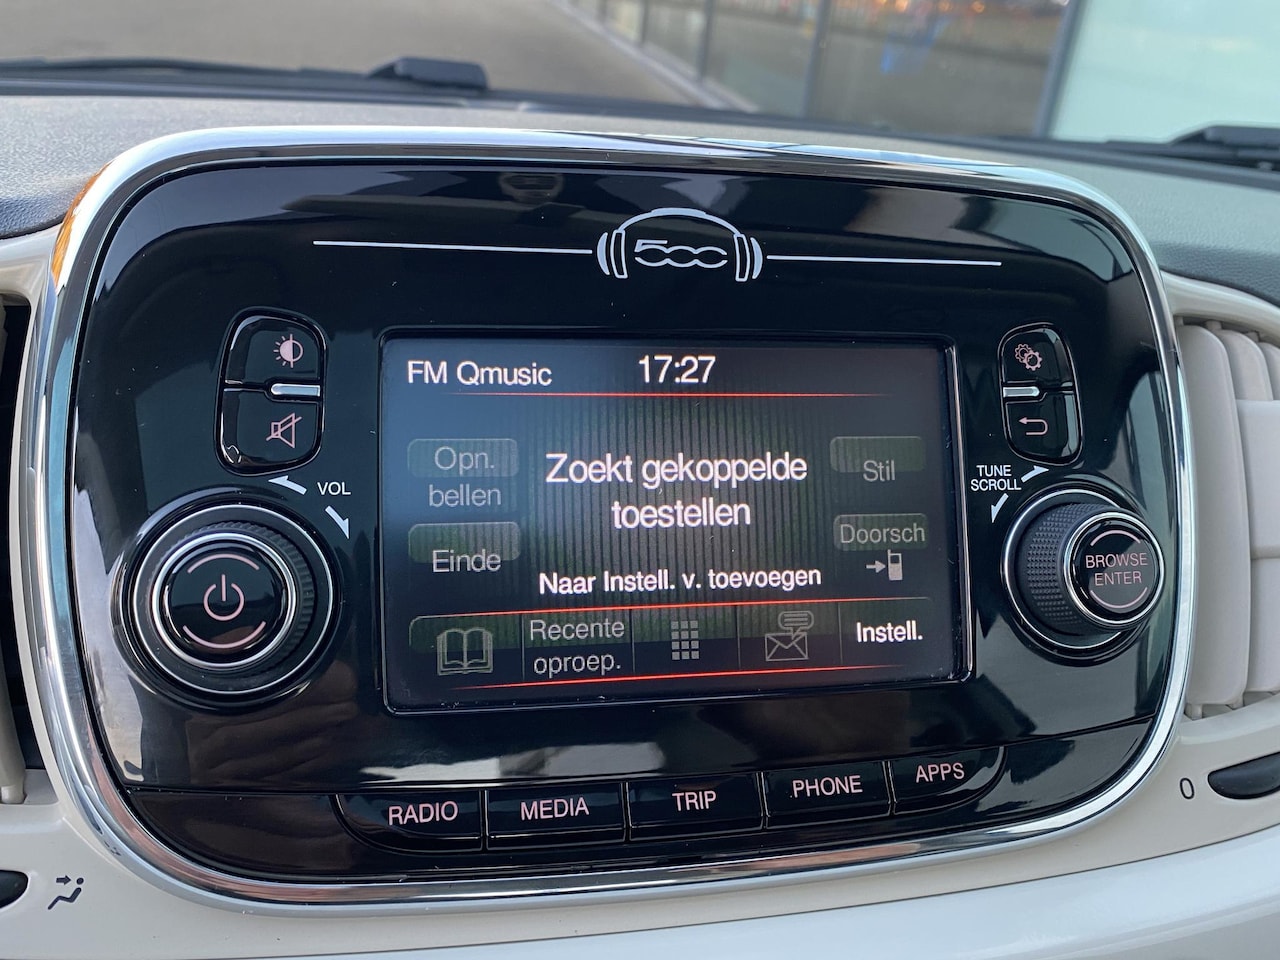 500
FM Qmusic 17:27
Opn.
bellen
Zoekt gekoppelde
toestellen
Stil
Einde
Doorsch
Naar Instell. v. toevoegen
Recente
oproep.
Instell.
VOL
TUNE
SCROLL
BROWSE
ENTER
RADIO MEDIA TRIP PHONE APPS
0